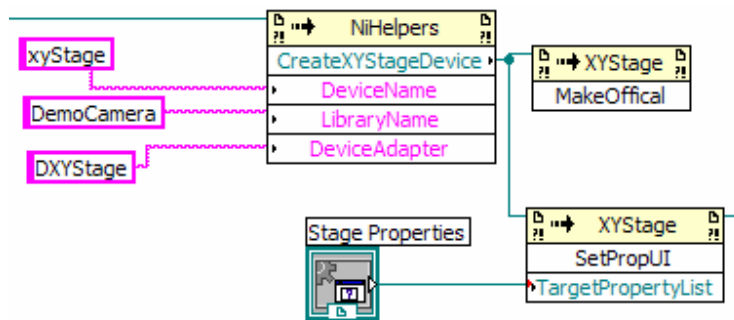 NiHelpers
CreateXYStageDevice
DeviceName
LibraryName
DeviceAdapter
xyStage
DemoCamera
DXYStage
XYStage
MakeOffical
Stage Properties
XYStage
SetPropUI
TargetPropertyList